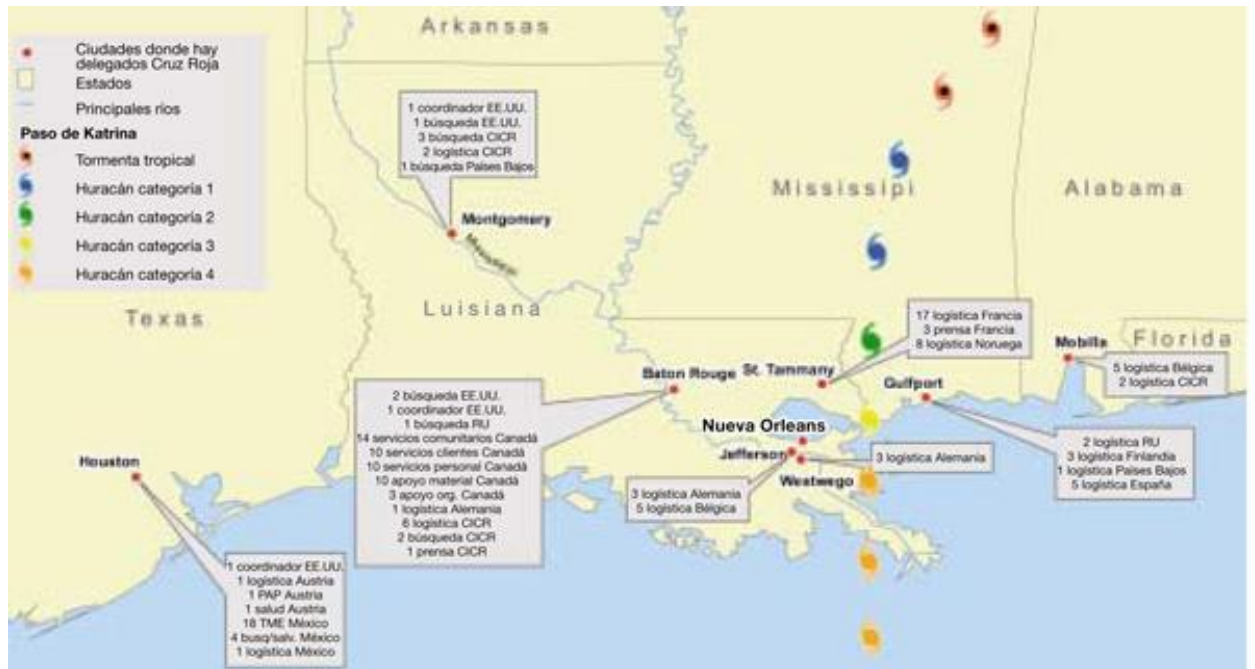 Ciudades donde hay
delegados Cruz Roja
Estados
Principales ríos
Paso de Katrina
Tormenta tropical
Huracán categoría 1
Huracán categoría 2
Huracán categoría 3
Huracán categoría 4
Arkansas
1 coordinador EE.UU.
1 búsqueda EE.UU.
3 búsqueda CICR
2 logística CICR
1 búsqueda Países Bajos
Montgomery
Mississippi
Mississipi
Alabama
Texas
Luisiana
17 logística Francia
3 prensa Francia
8 logística Noruega
Mobilla
Florida
5 logística Bélgica
2 logística CICR
Baton Rouge
St. Tammany
Gulfport
2 búsqueda EE.UU.
1 coordinador EE.UU.
1 búsqueda RU
14 servicios comunitarios Canadá
10 servicios clientes Canadá
10 servicios personal Canadá
10 apoyo material Canadá
3 apoyo org. Canadá
1 logística Alemania
6 logística CICR
2 búsqueda CICR
1 prensa CICR
Nueva Orleans
Jefferson
Westwego
3 logística Alemania
3 logística Alemania
5 logística Bélgica
2 logística RU
3 logística Finlandia
1 logística Países Bajos
5 logística España
Houston
1 coordinador EE.UU.
1 logística Austria
1 PAP Austria
1 salud Austria
18 TME México
4 busq/salv. México
1 logística México